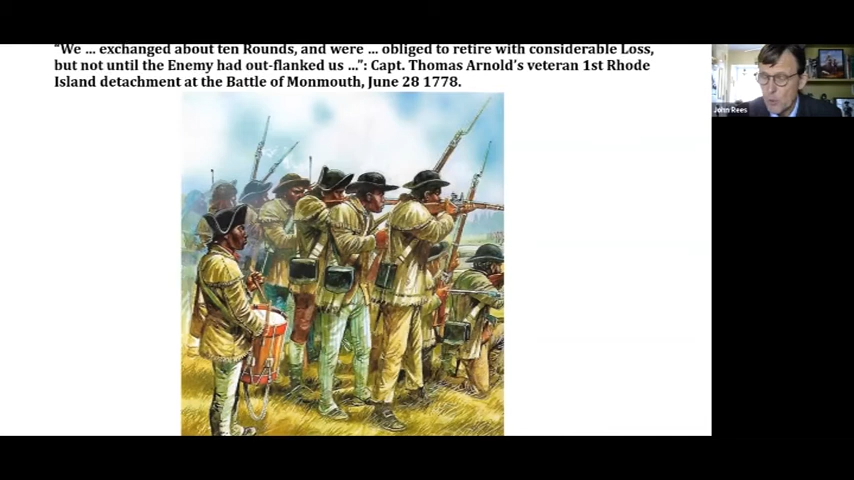 "We ... exchanged about ten Rounds, and were ... obliged to retire with considerable Loss,
but not until the Enemy had out-flanked us ...": Capt. Thomas Arnold's veteran 1st Rhode
Island detachment at the Battle of Monmouth, June 28 1778.
John Rees